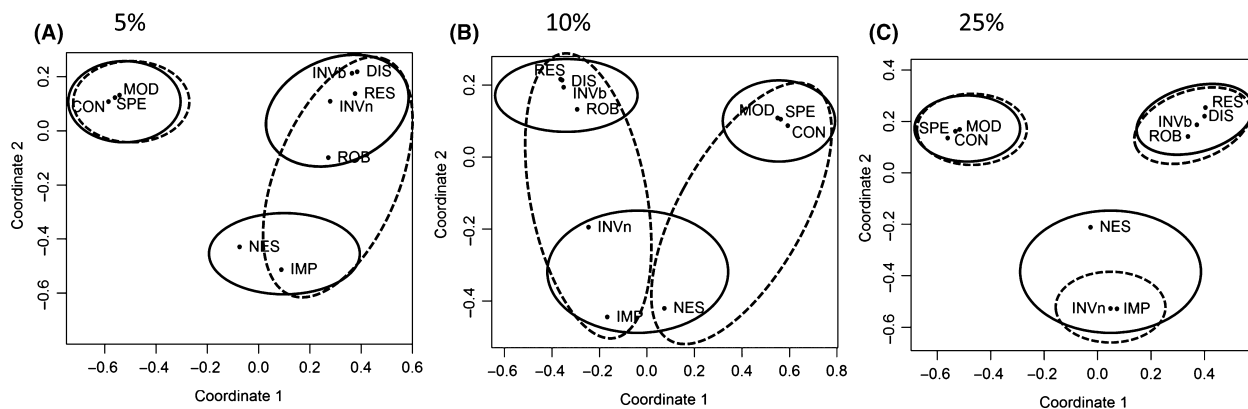 (A) 5%
Coordinate 2
0.2
0.0
−0.2
−0.4
−0.6
CON
MOD
SPE
INVb
DIS
RES
INVn
ROB
NES
IMP
−0.6 −0.4 −0.2 0.0 0.2 0.4 0.6
Coordinate 1
(B) 10%
Coordinate 2
0.2
0.0
−0.2
−0.4
RES
DIS
INVb
ROB
MOD
SPE
CON
INVn
IMP
NES
−0.6 −0.4 −0.2 0.0 0.2 0.4 0.6 0.8
Coordinate 1
(C) 25%
Coordinate 2
0.4
0.2
0.0
−0.2
−0.4
−0.6
SPE
MOD
CON
RES
DIS
INVb
ROB
NES
INVn
IMP
−0.6 −0.4 −0.2 0.0 0.2 0.4
Coordinate 1